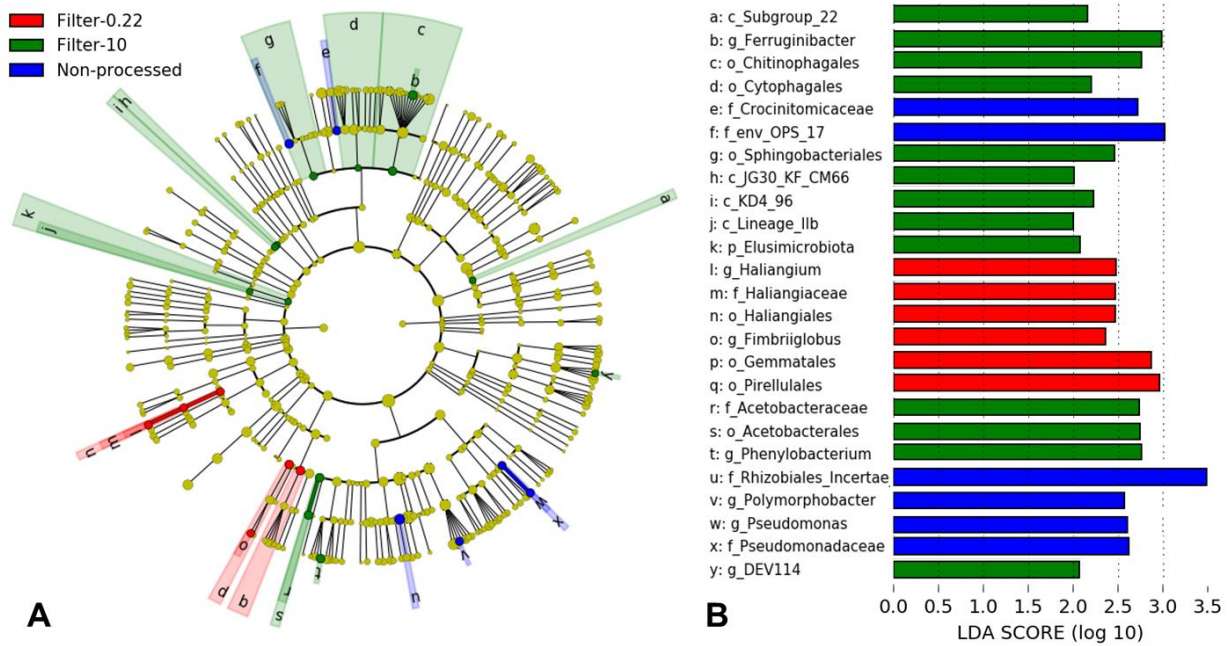 Filter-0.22
Filter-10
Non-processed
g
d
c
f
e
b
i
h
k
j
a
y
n
m
l
o
p
q
t
r
s
u
v
w
x
A
a: c_Subgroup_22
b: g_Ferruginibacter
c: o_Chitinophagales
d: o_Cytophagales
e: f_Crocinitomicaceae
f: f_env_OPS_17
g: o_Sphingobacteriales
h: c_JG30_KF_CM66
i: c_KD4_96
j: c_Lineage_IIb
k: p_Elusimicrobiota
l: g_Haliangium
m: f_Haliangiaceae
n: o_Haliangiales
o: g_Fimbriiglobus
p: o_Gemmatales
q: o_Pirellulales
r: f_Acetobacteraceae
s: o_Acetobacterales
t: g_Phenylobacterium
u: f_Rhizobiales_Incertae_
v: g_Polymorphobacter
w: g_Pseudomonas
x: f_Pseudomonadaceae
y: g_DEV114
0.0 0.5 1.0 1.5 2.0 2.5 3.0 3.5
LDA SCORE (log 10)
B